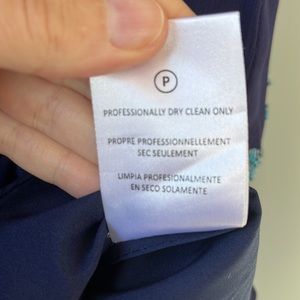 P
PROFESSIONALLY DRY CLEAN ONLY
PROPRE PROFESSIONNELLEMENT
SEC SEULEMENT
LIMPIA PROFESIONALMENTE
EN SECO SOLAMENTE